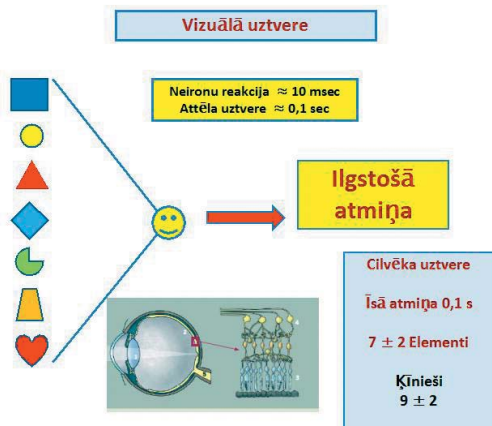 Vizuālā uztvere
Neironu reakcija ≈ 10 msec
Attēla uztvere ≈ 0,1 sec
Ilgstošā
atmiņa
Cilvēka uztvere
Īsā atmiņa 0,1 s
7 ± 2 Elementi
Ķīnieši
9 ± 2